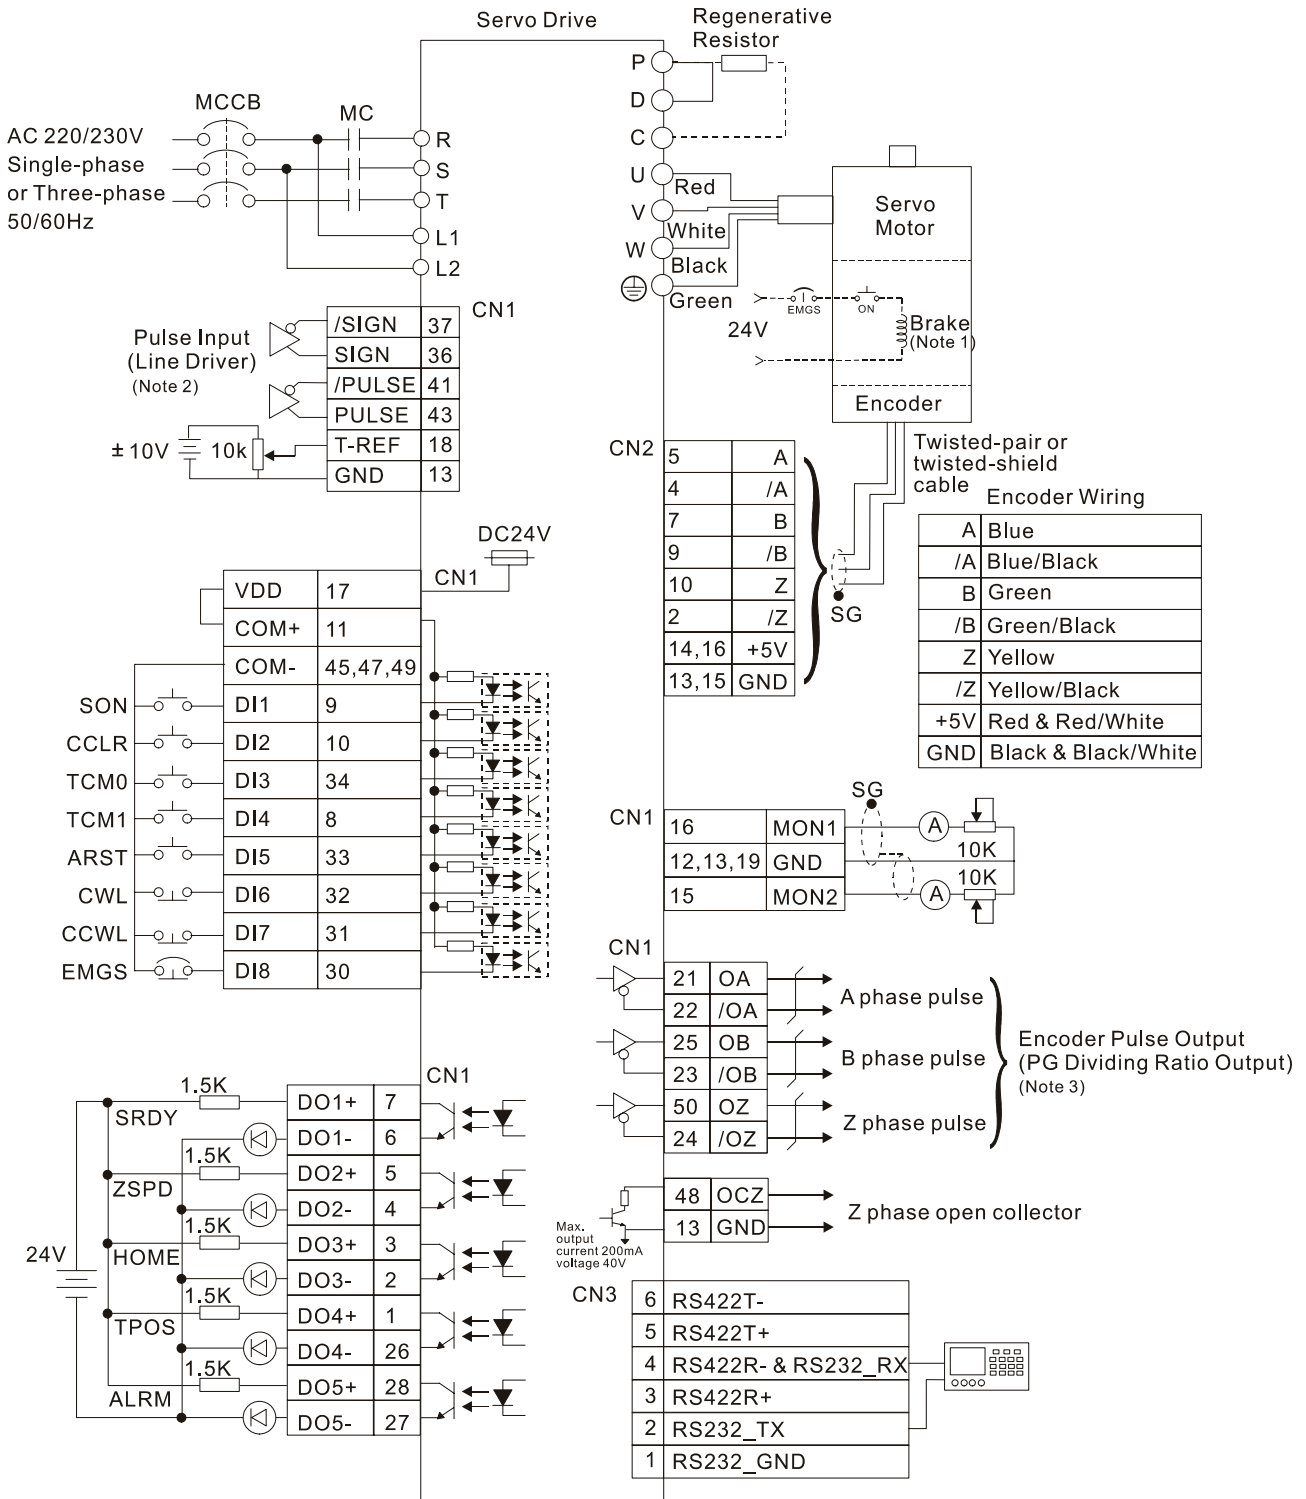 Servo Drive
Regenerative
Resistor
P
D
C
U
V
W
Red
White
Black
Green
MCCB
MC
AC 220/230V
Single-phase
or Three-phase
50/60Hz
R
S
T
L1
L2
Servo
Motor
EMGS
ON
24V
Brake
(Note 1)
Encoder
CN1
Pulse Input
(Line Driver)
(Note 2)
/SIGN 37
SIGN 36
/PULSE 41
PULSE 43
T-REF 18
GND 13
± 10V
10k
CN2
5 A
4 /A
7 B
9 /B
10 Z
2 /Z
14,16 +5V
13,15 GND
SG
Twisted-pair or
twisted-shield
cable
Encoder Wiring
A Blue
/A Blue/Black
B Green
/B Green/Black
Z Yellow
/Z Yellow/Black
+5V Red & Red/White
GND Black & Black/White
DC24V
CN1
VDD 17
COM+ 11
COM- 45,47,49
SON DI1 9
CCLR DI2 10
TCM0 DI3 34
TCM1 DI4 8
ARST DI5 33
CWL DI6 32
CCWL DI7 31
EMGS DI8 30
SG
CN1
16 MON1
12,13,19 GND
15 MON2
A
10K
10K
A
CN1
21 OA
22 /OA
25 OB
23 /OB
50 OZ
24 /OZ
A phase pulse
B phase pulse
Z phase pulse
Encoder Pulse Output
(PG Dividing Ratio Output)
(Note 3)
48 OCZ
13 GND
Z phase open collector
Max.
output
current 200mA
voltage 40V
CN1
24V
1.5K
SRDY
DO1+ 7
DO1- 6
1.5K
ZSPD
DO2+ 5
DO2- 4
1.5K
HOME
DO3+ 3
DO3- 2
1.5K
TPOS
DO4+ 1
DO4- 26
1.5K
ALRM
DO5+ 28
DO5- 27
CN3
6 RS422T-
5 RS422T+
4 RS422R- & RS232_RX
3 RS422R+
2 RS232_TX
1 RS232_GND